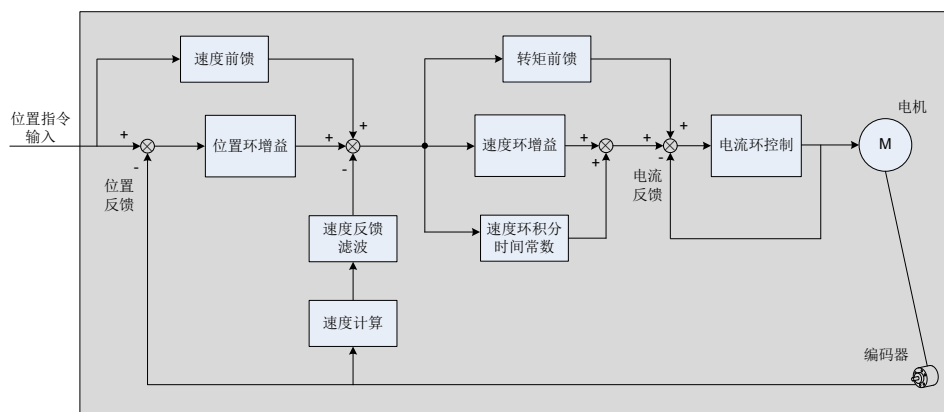 速度前馈
转矩前馈
位置指令
输入
+
+
+
+
+
+
+
+
位置环增益
速度环增益
电流环控制
电机
M
-
-
-
+
位置
反馈
电流
反馈
速度反馈
滤波
速度环积分
时间常数
速度计算
编码器